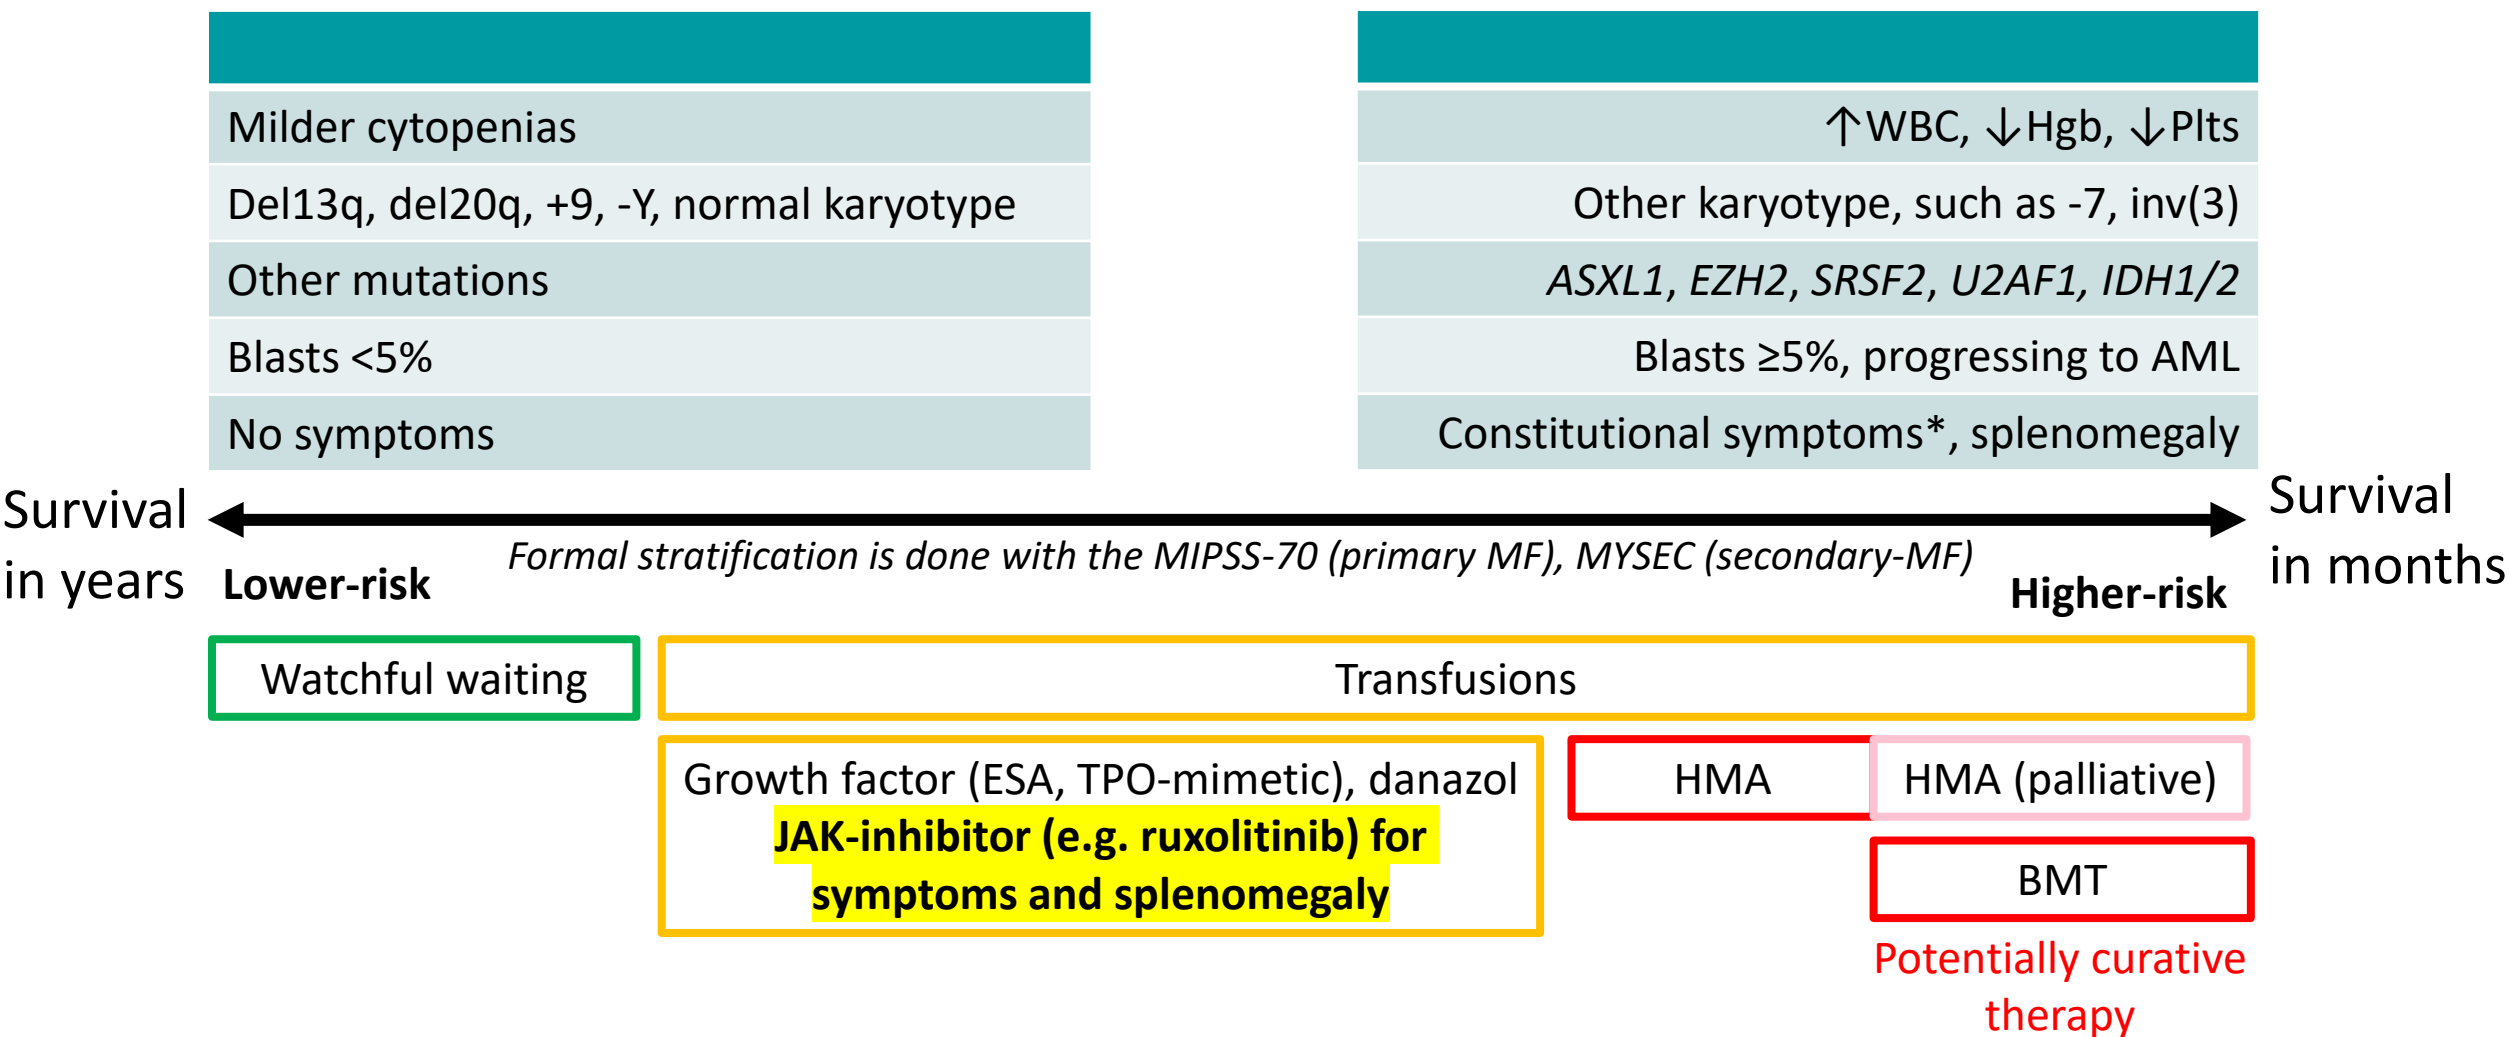 Milder cytopenias
Del13q, del20q, +9, -Y, normal karyotype
Other mutations
Blasts <5%
No symptoms
↑WBC, ↓Hgb, ↓Plts
Other karyotype, such as -7, inv(3)
ASXL1, EZH2, SRSF2, U2AF1, IDH1/2
Blasts ≥5%, progressing to AML
Constitutional symptoms*, splenomegaly
Survival
in years
Survival
in months
Formal stratification is done with the MIPSS-70 (primary MF), MYSEC (secondary-MF)
Lower-risk
Higher-risk
Watchful waiting
Transfusions
Growth factor (ESA, TPO-mimetic), danazol
JAK-inhibitor (e.g. ruxolitinib) for
symptoms and splenomegaly
HMA
HMA (palliative)
BMT
Potentially curative
therapy